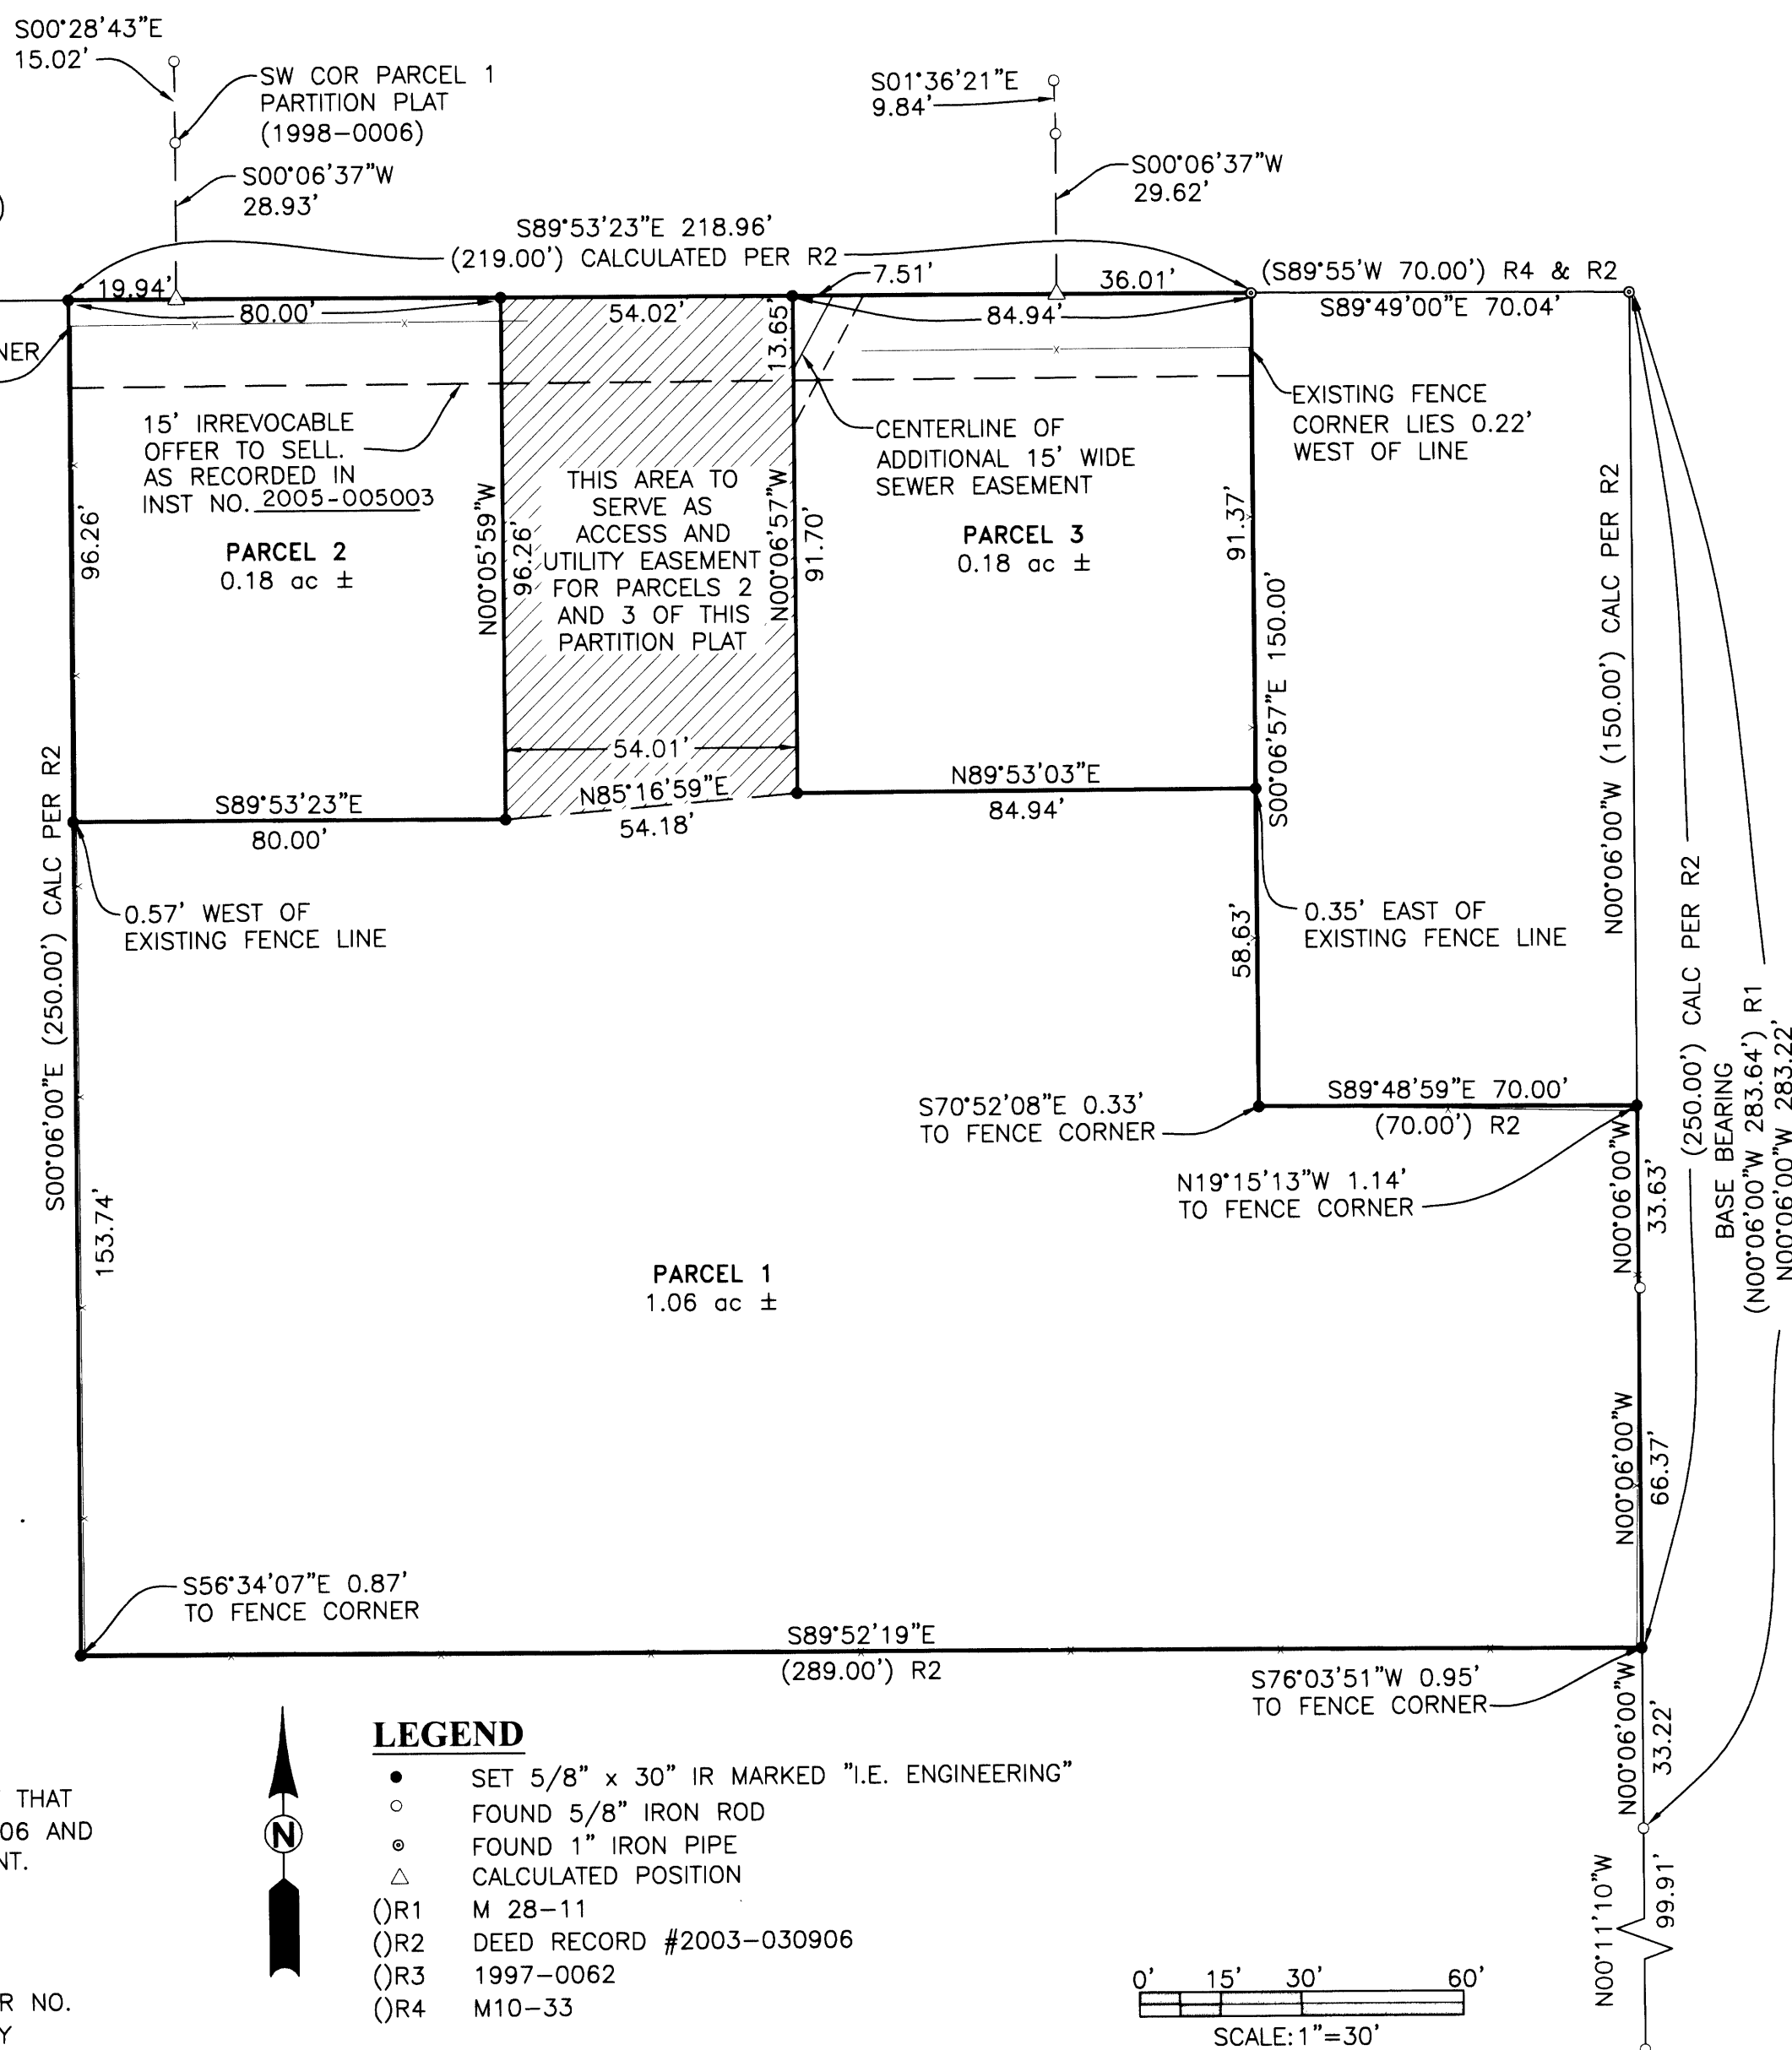 S00°28'43"E
15.02'
SW COR PARCEL 1
PARTITION PLAT
(1998-0006)
S00°06'37"W
28.93'
S01°36'21"E
9.84'
S00°06'37"W
29.62'
)
S89°53'23"E 218.96'
(219.00') CALCULATED PER R2
(S89°55'W 70.00') R4 & R2
S89°49'00"E 70.04'
19.94'
80.00'
54.02'
7.51'
36.01'
84.94'
13.65'
NER
15' IRREVOCABLE
OFFER TO SELL.
AS RECORDED IN
INST NO. 2005-005003
PARCEL 2
0.18 ac ±
96.26'
N00°05'59"W
96.26'
THIS AREA TO
SERVE AS
ACCESS AND
UTILITY EASEMENT
FOR PARCELS 2
AND 3 OF THIS
PARTITION PLAT
N00°06'57"W
91.70'
CENTERLINE OF
ADDITIONAL 15' WIDE
SEWER EASEMENT
PARCEL 3
0.18 ac ±
EXISTING FENCE
CORNER LIES 0.22'
WEST OF LINE
91.37'
S00°06'57"E 150.00'
N00°06'00"W (150.00') CALC PER R2
54.01'
N85°16'59"E
54.18'
N89°53'03"E
84.94'
S89°53'23"E
80.00'
0.57' WEST OF
EXISTING FENCE LINE
0.35' EAST OF
EXISTING FENCE LINE
58.63'
S00°06'00"E (250.00') CALC PER R2
153.74'
S70°52'08"E 0.33'
TO FENCE CORNER
S89°48'59"E 70.00'
(70.00') R2
N19°15'13"W 1.14'
TO FENCE CORNER
N00°06'00"W
33.63'
(250.00') CALC PER R2
BASE BEARING
(N00°06'00"W 283.64') R1
N00°06'00"W 283.22'
PARCEL 1
1.06 ac ±
N00°06'00"W
66.37'
S56°34'07"E 0.87'
TO FENCE CORNER
S89°52'19"E
(289.00') R2
S76°03'51"W 0.95'
TO FENCE CORNER
N00°06'00"W
33.22'
N00°11'10"W
99.91'
THAT
06 AND
NT.
R NO.
Y
N
LEGEND
SET 5/8" x 30" IR MARKED "I.E. ENGINEERING"
FOUND 5/8" IRON ROD
FOUND 1" IRON PIPE
CALCULATED POSITION
()R1 M 28-11
()R2 DEED RECORD #2003-030906
()R3 1997-0062
()R4 M10-33
0' 15' 30' 60'
SCALE: 1"=30'